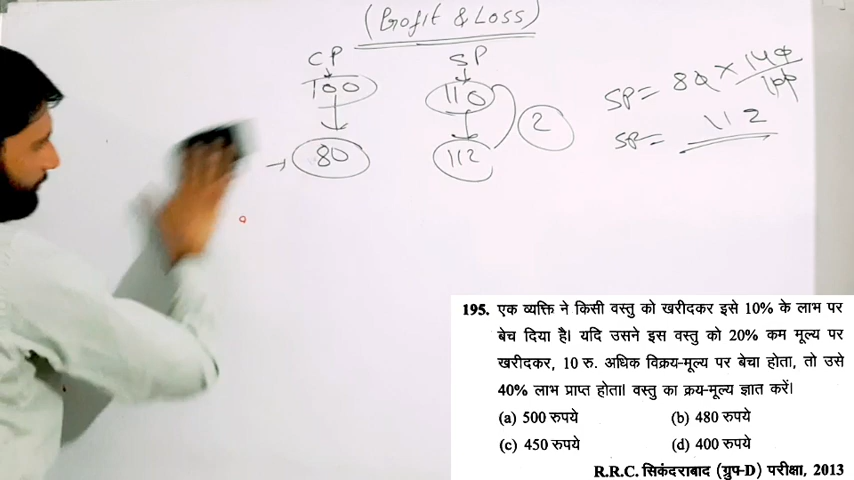 (Profit & Loss)
CP SP
100 110
80 112
2
SP = 80 × 140/100
SP = 112
195. एक व्यक्ति ने किसी वस्तु को खरीदकर इसे 10% के लाभ पर
बेच दिया है। यदि उसने इस वस्तु को 20% कम मूल्य पर
खरीदकर, 10 रु. अधिक विक्रय-मूल्य पर बेचा होता, तो उसे
40% लाभ प्राप्त होता। वस्तु का क्रय-मूल्य ज्ञात करें।
(a) 500 रुपये (b) 480 रुपये
(c) 450 रुपये (d) 400 रुपये
R.R.C. सिकंदराबाद (ग्रुप-D) परीक्षा, 2013